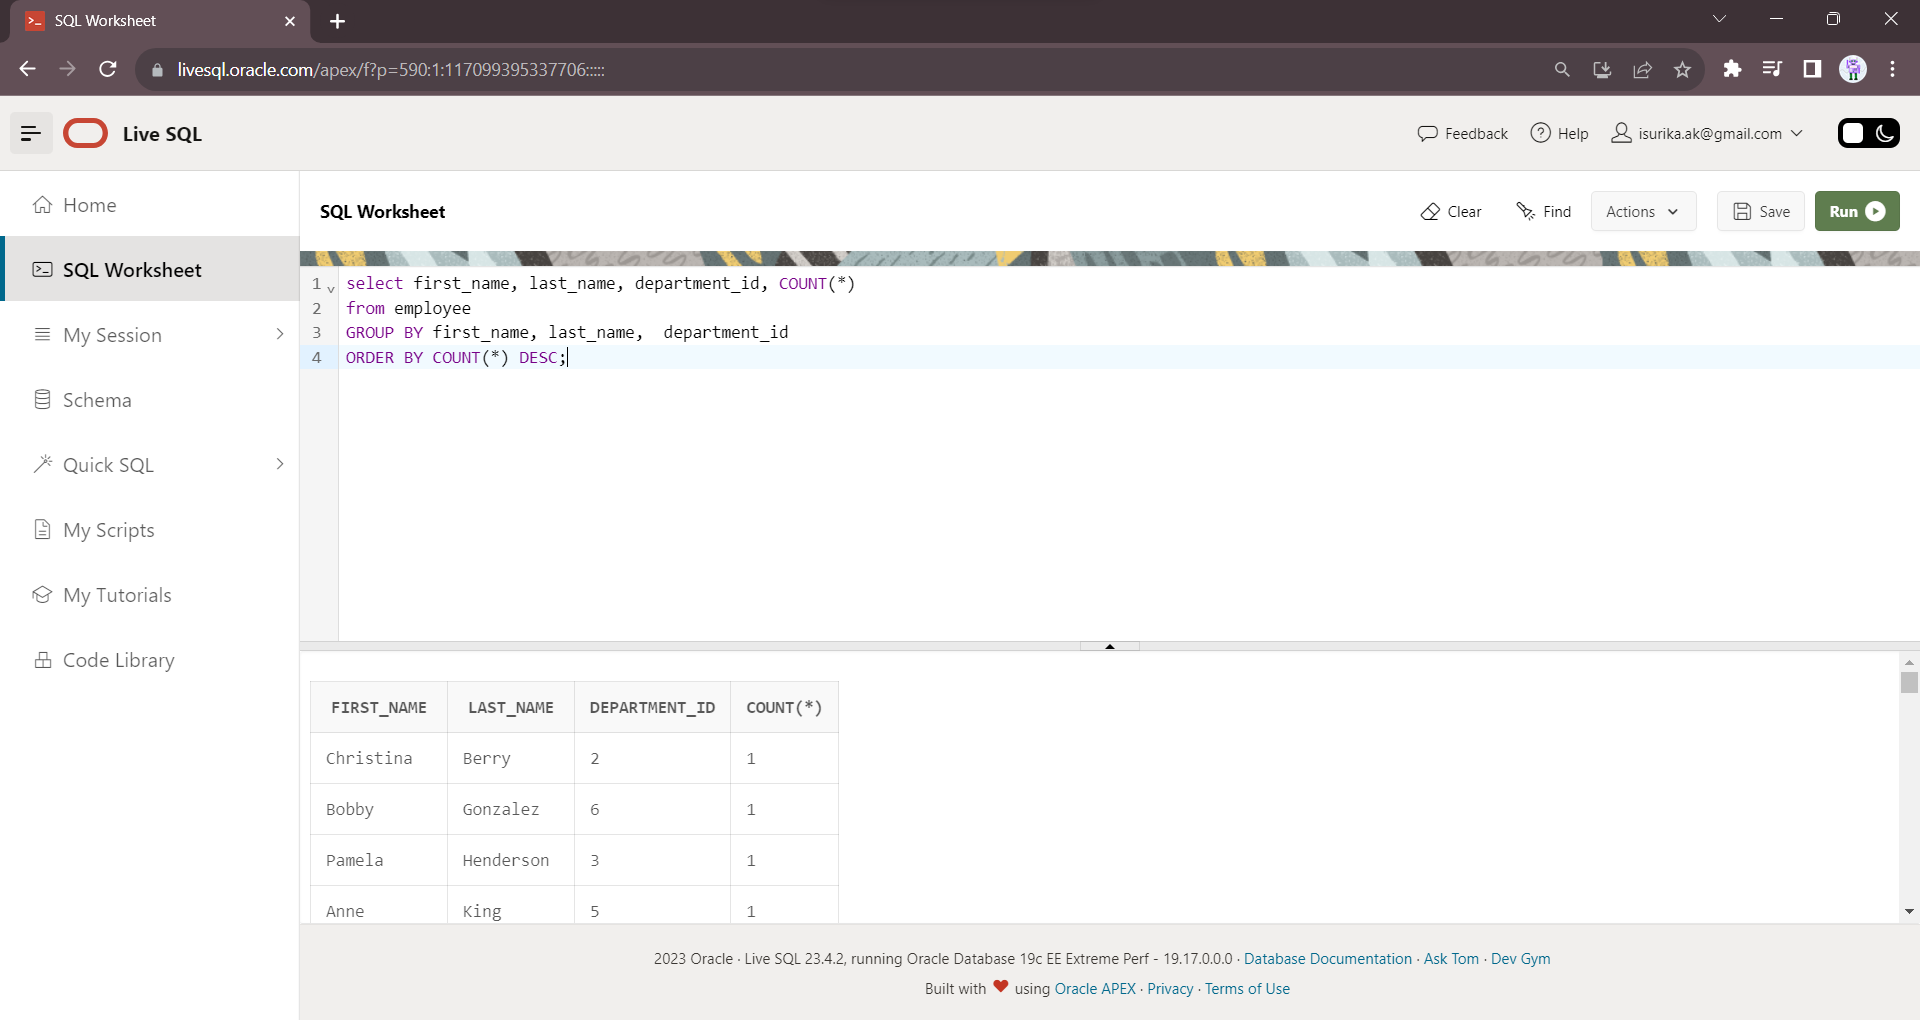 SQL Worksheet
livesql.oracle.com/apex/f?p=590:1:117099395337706:::::
Live SQL
Feedback
Help
isurika.ak@gmail.com
Home
SQL Worksheet
My Session
Schema
Quick SQL
My Scripts
My Tutorials
Code Library
SQL Worksheet
Clear
Find
Actions
Save
Run
1 select first_name, last_name, department_id, COUNT(*)
2 from employee
3 GROUP BY first_name, last_name,  department_id
4 ORDER BY COUNT(*) DESC;
FIRST_NAME LAST_NAME DEPARTMENT_ID COUNT(*)
Christina Berry 2 1
Bobby Gonzalez 6 1
Pamela Henderson 3 1
Anne King 5 1
2023 Oracle · Live SQL 23.4.2, running Oracle Database 19c EE Extreme Perf - 19.17.0.0.0 · Database Documentation · Ask Tom · Dev Gym
Built with ❤ using Oracle APEX · Privacy · Terms of Use